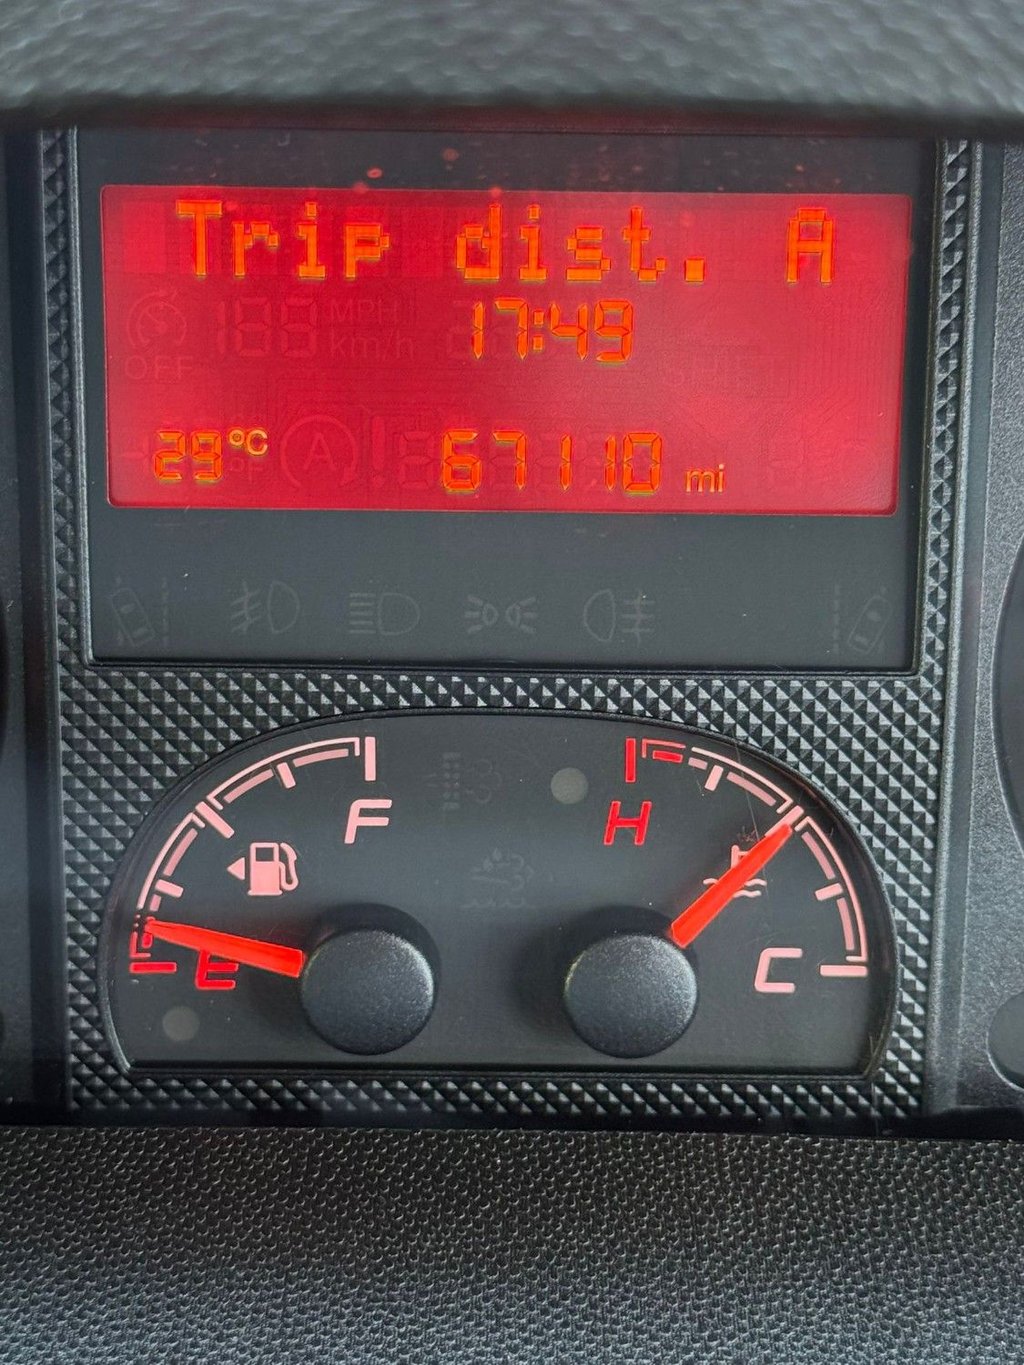 Trip dist. A
17:49
29°C 67110 mi
F H
E C